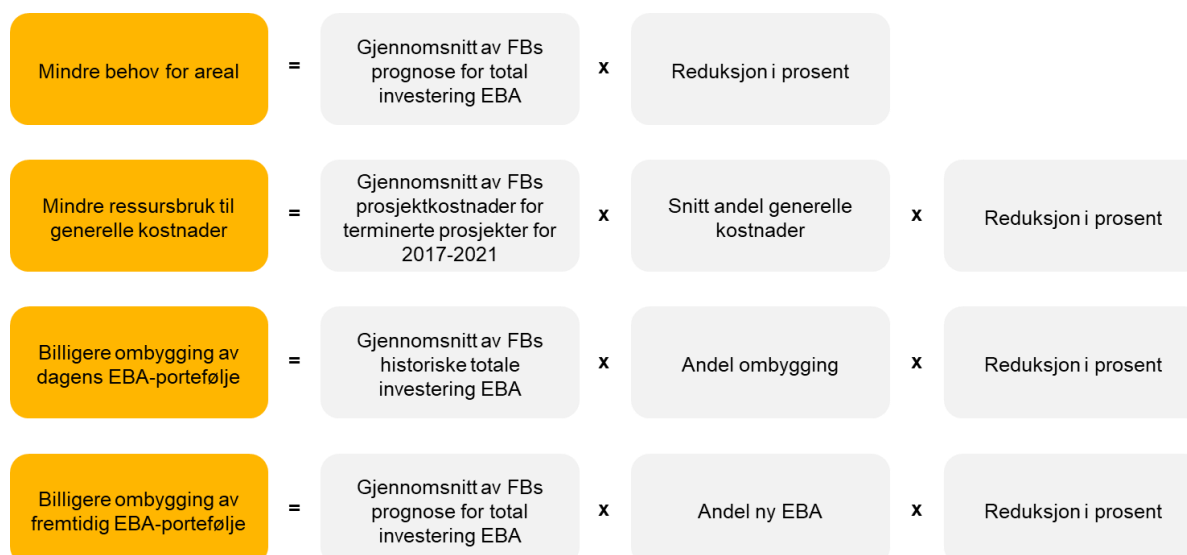 Mindre behov for areal
=
Gjennomsnitt av FBs
prognose for total
investering EBA
x
Reduksjon i prosent
Mindre ressursbruk til
generelle kostnader
=
Gjennomsnitt av FBs
prosjektkostnader for
terminerte prosjekter for
2017-2021
x
Snitt andel generelle
kostnader
x
Reduksjon i prosent
Billigere ombygging av
dagens EBA-portefølje
=
Gjennomsnitt av FBs
historiske totale
investering EBA
x
Andel ombygging
x
Reduksjon i prosent
Billigere ombygging av
fremtidig EBA-portefølje
=
Gjennomsnitt av FBs
prognose for total
investering EBA
x
Andel ny EBA
x
Reduksjon i prosent